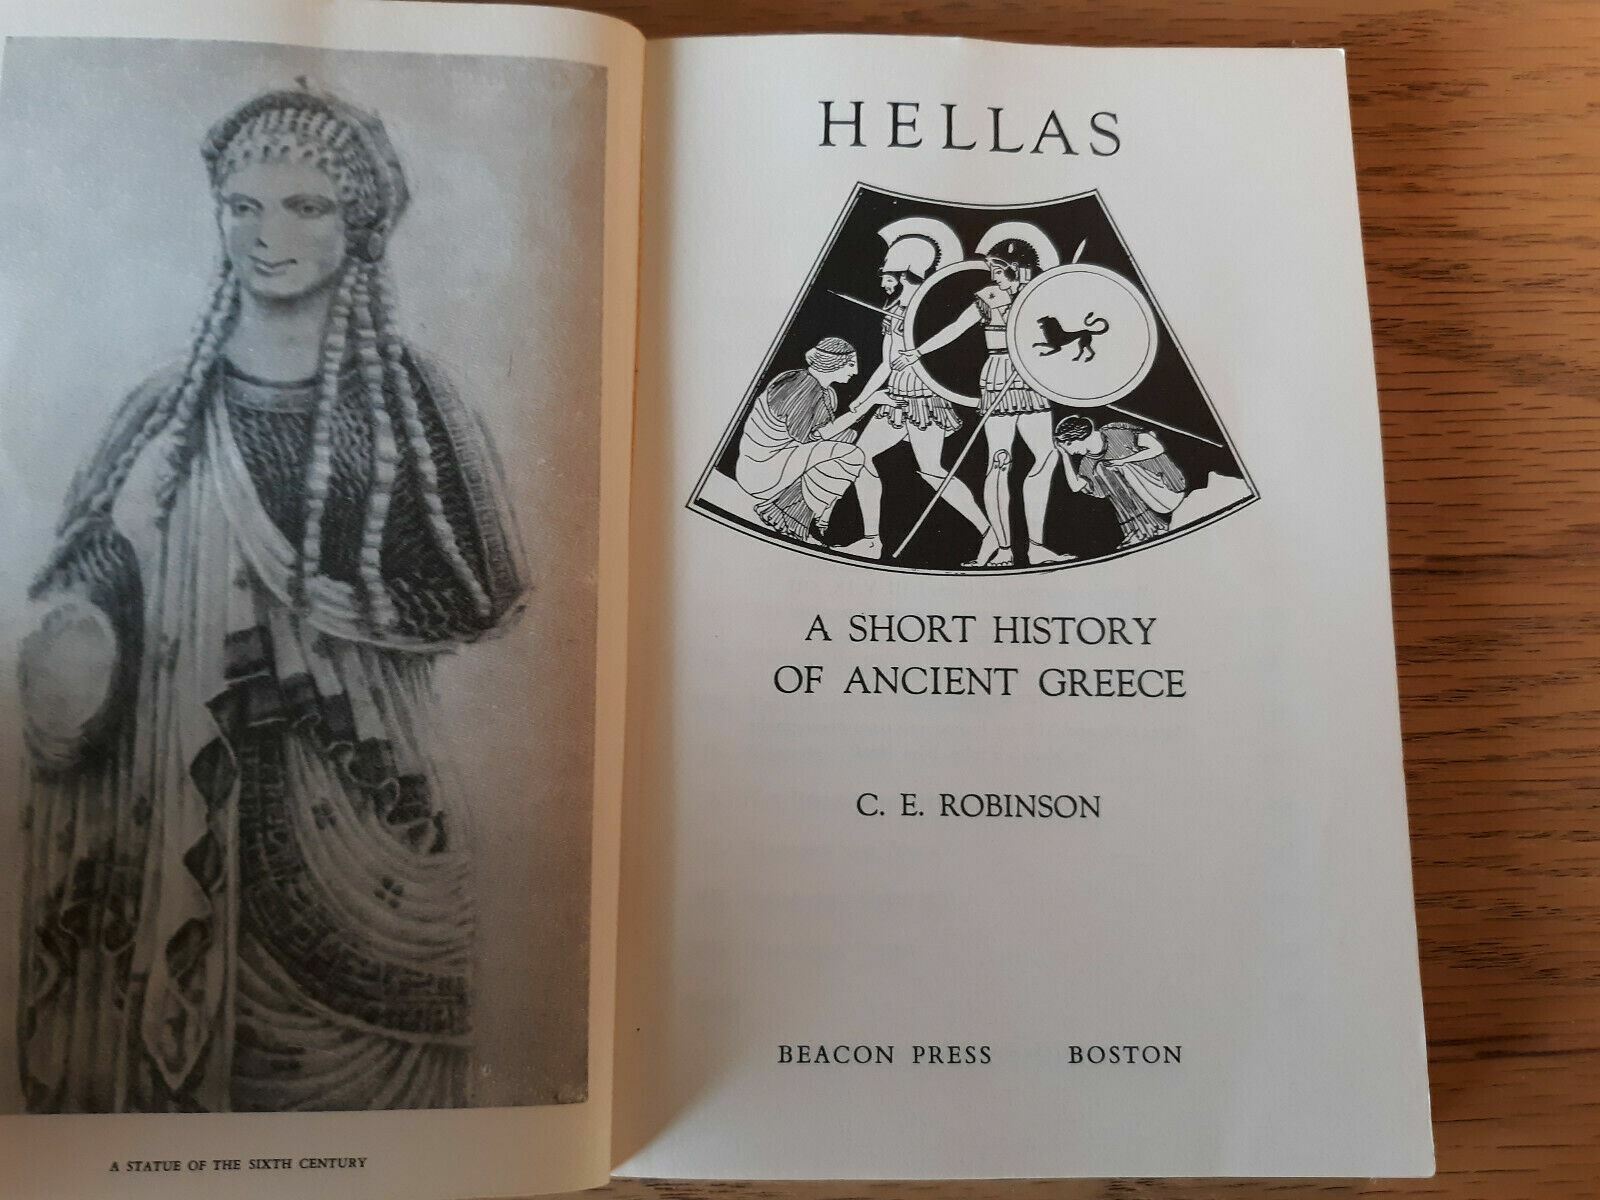 A STATUE OF THE SIXTH CENTURY
HELLAS
A SHORT HISTORY
OF ANCIENT GREECE
C. E. ROBINSON
BEACON PRESS BOSTON